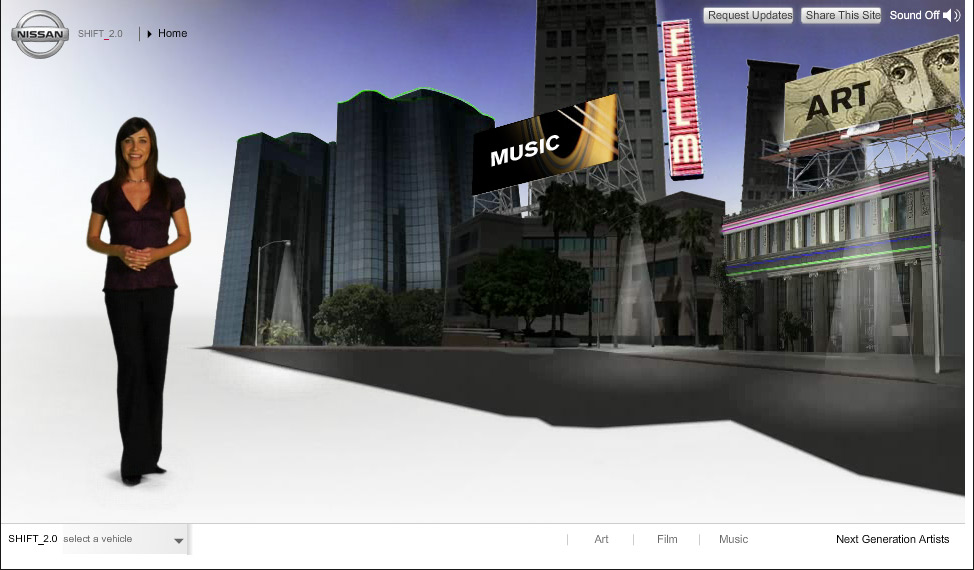 NISSAN
SHIFT_2.0
Home
Request Updates
Share This Site
Sound Off
MUSIC
FILM
ART
SHIFT_2.0
select a vehicle
Art
Film
Music
Next Generation Artists